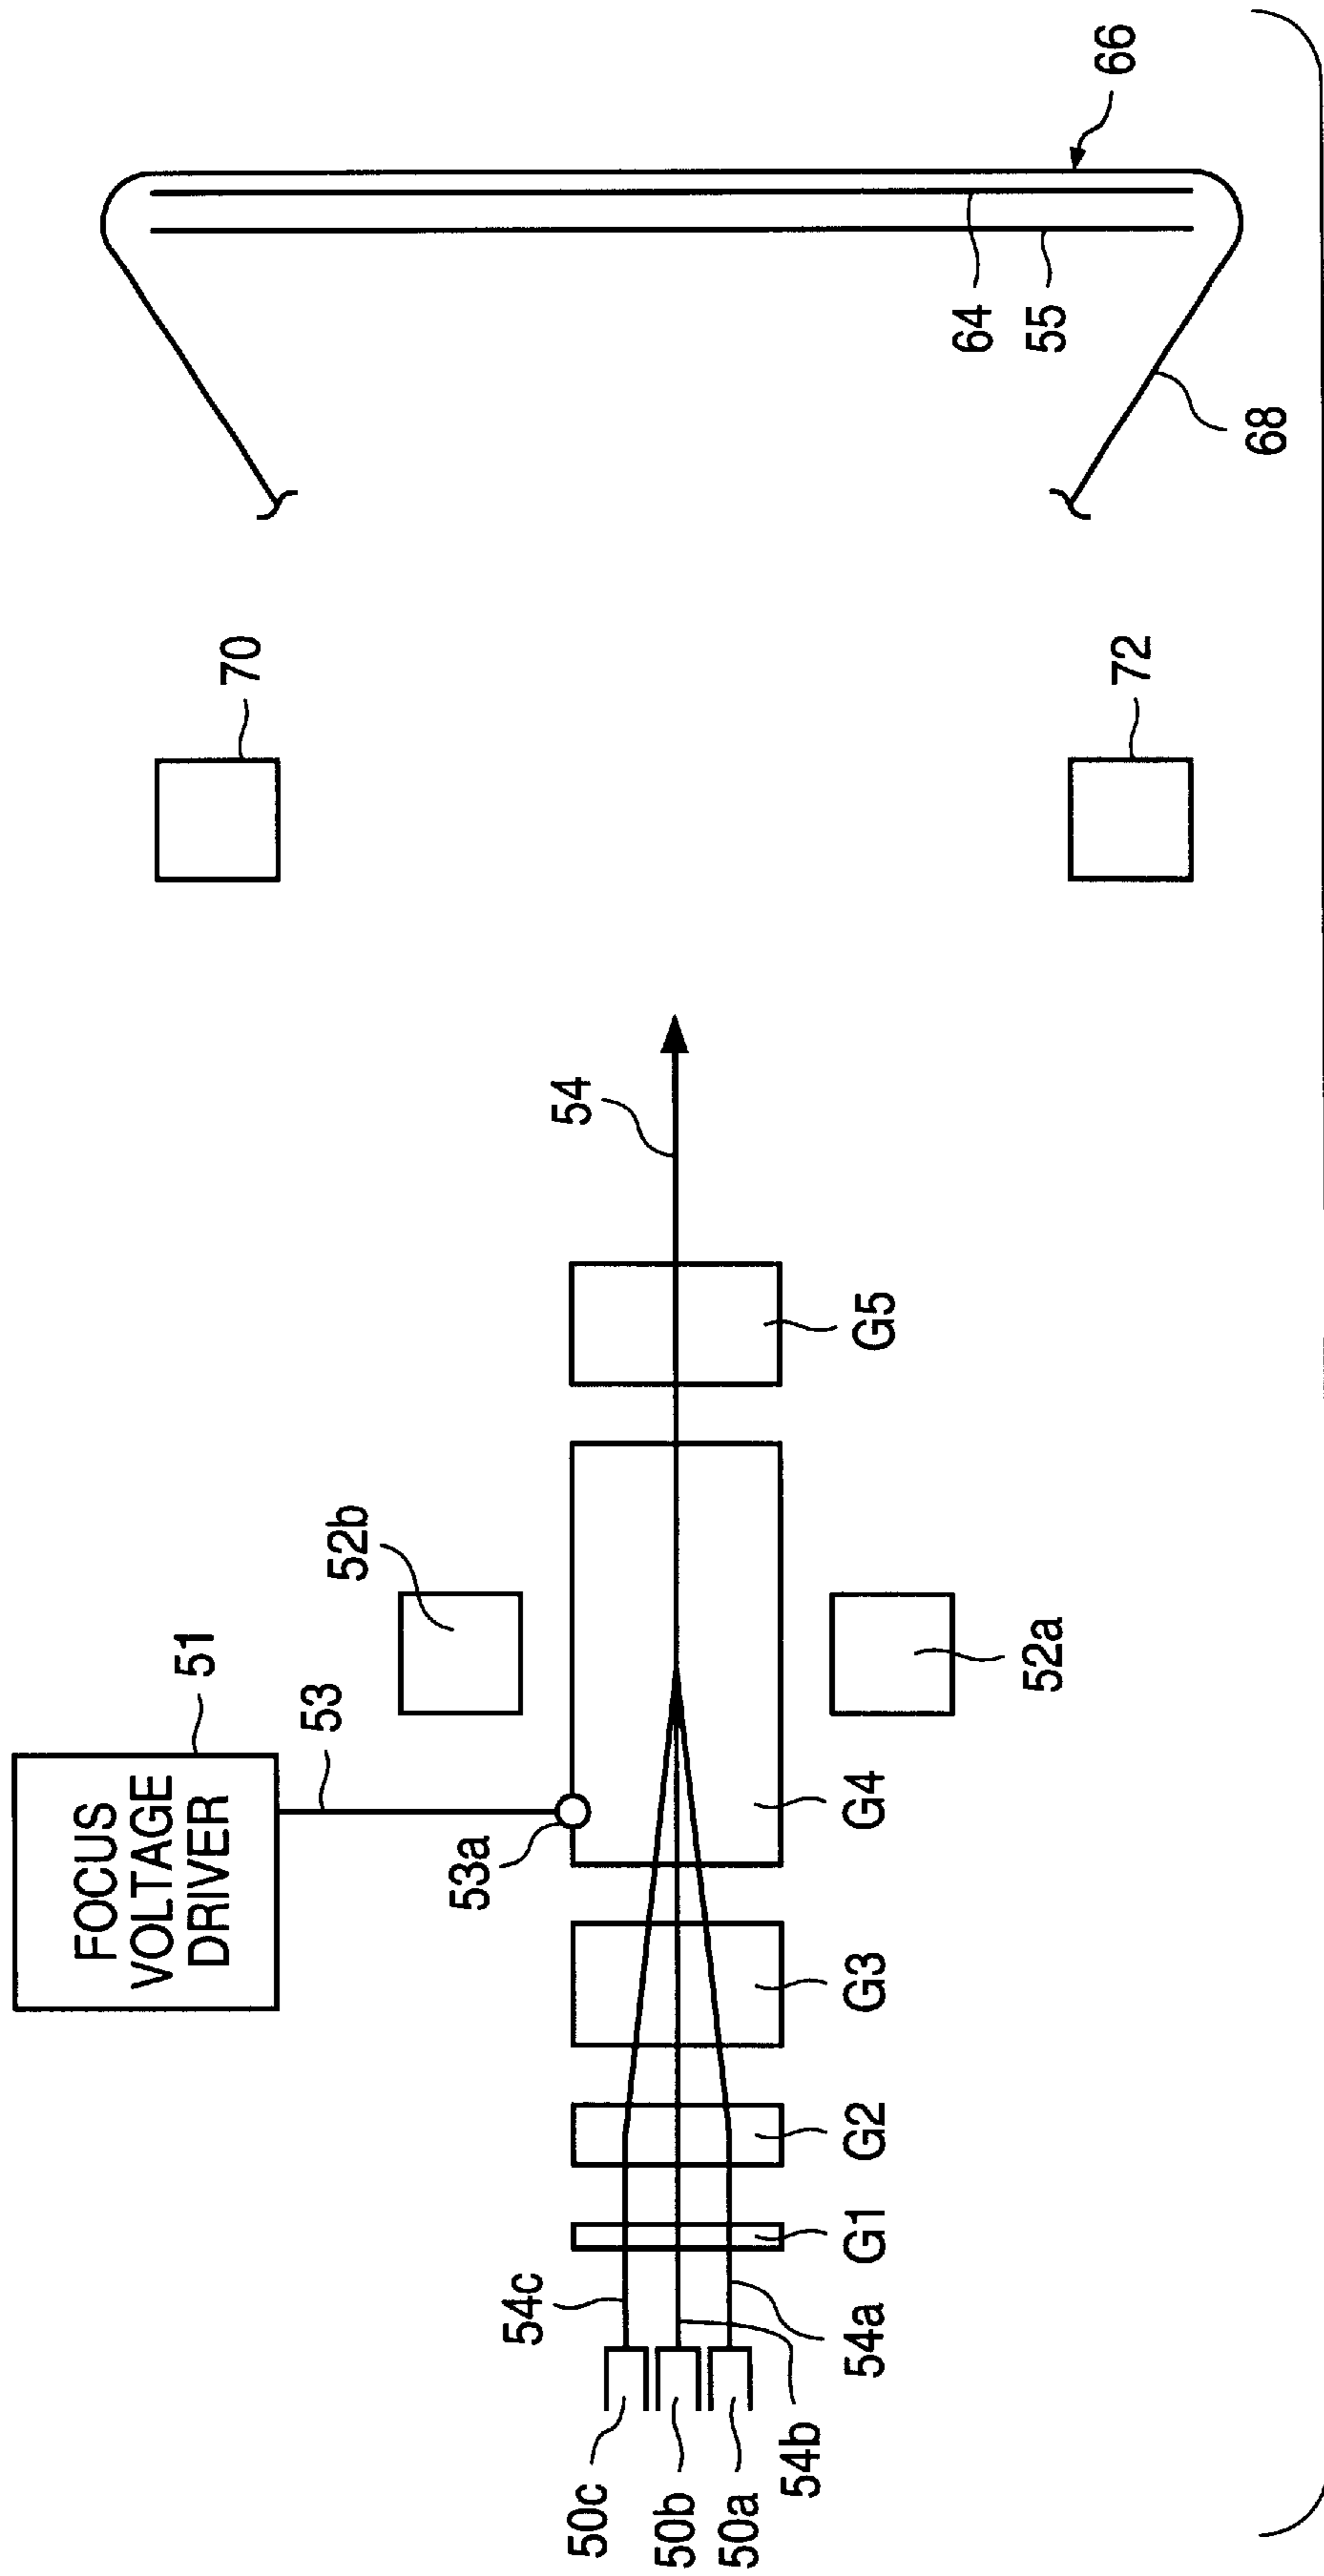 FOCUS
VOLTAGE
DRIVER
51
53
53a
52b
52a
54
70
72
66
64
55
68
54c
50c
50b
50a
54b
54a
G1
G2
G3
G4
G5